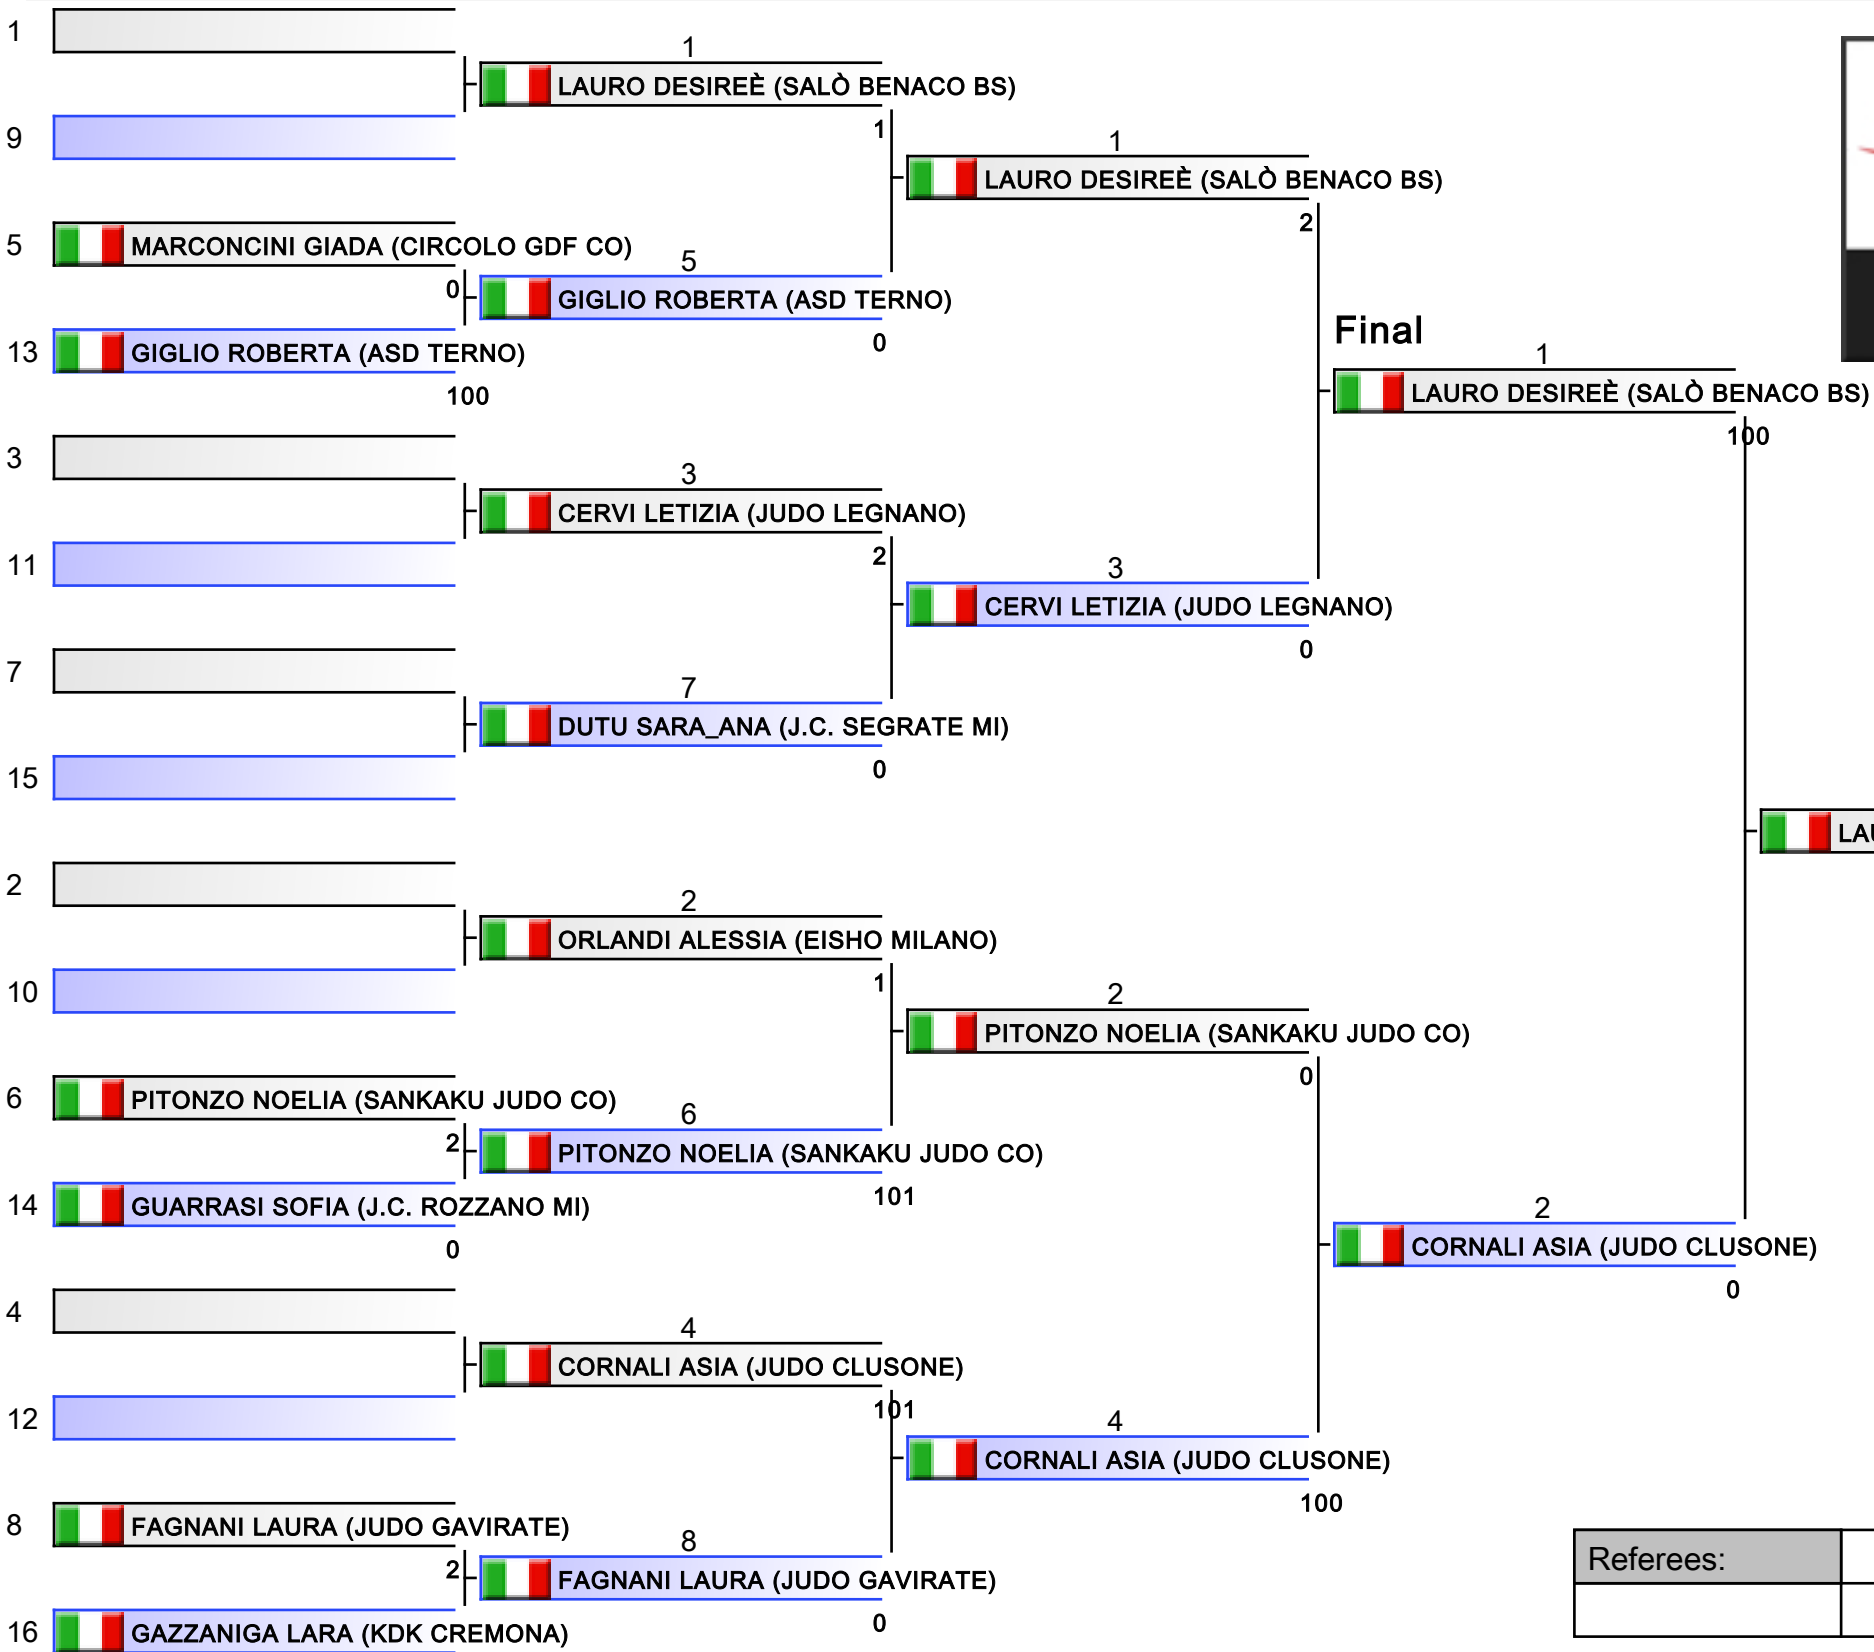 1
1
LAURO DESIREÈ (SALÒ BENACO BS)
9
1
1
LAURO DESIREÈ (SALÒ BENACO BS)
2
5
MARCONCINI GIADA (CIRCOLO GDF CO)
5
0
GIGLIO ROBERTA (ASD TERNO)
0
13
GIGLIO ROBERTA (ASD TERNO)
100
Final
1
LAURO DESIREÈ (SALÒ BENACO BS)
100
3
3
CERVI LETIZIA (JUDO LEGNANO)
2
11
3
CERVI LETIZIA (JUDO LEGNANO)
0
7
7
DUTU SARA_ANA (J.C. SEGRATE MI)
0
15
LAU
2
2
ORLANDI ALESSIA (EISHO MILANO)
1
10
2
PITONZO NOELIA (SANKAKU JUDO CO)
0
6
PITONZO NOELIA (SANKAKU JUDO CO)
6
2
PITONZO NOELIA (SANKAKU JUDO CO)
101
14
GUARRASI SOFIA (J.C. ROZZANO MI)
0
2
CORNALI ASIA (JUDO CLUSONE)
0
4
4
CORNALI ASIA (JUDO CLUSONE)
101
12
4
CORNALI ASIA (JUDO CLUSONE)
100
8
FAGNANI LAURA (JUDO GAVIRATE)
8
2
FAGNANI LAURA (JUDO GAVIRATE)
0
16
GAZZANIGA LARA (KDK CREMONA)
Referees: